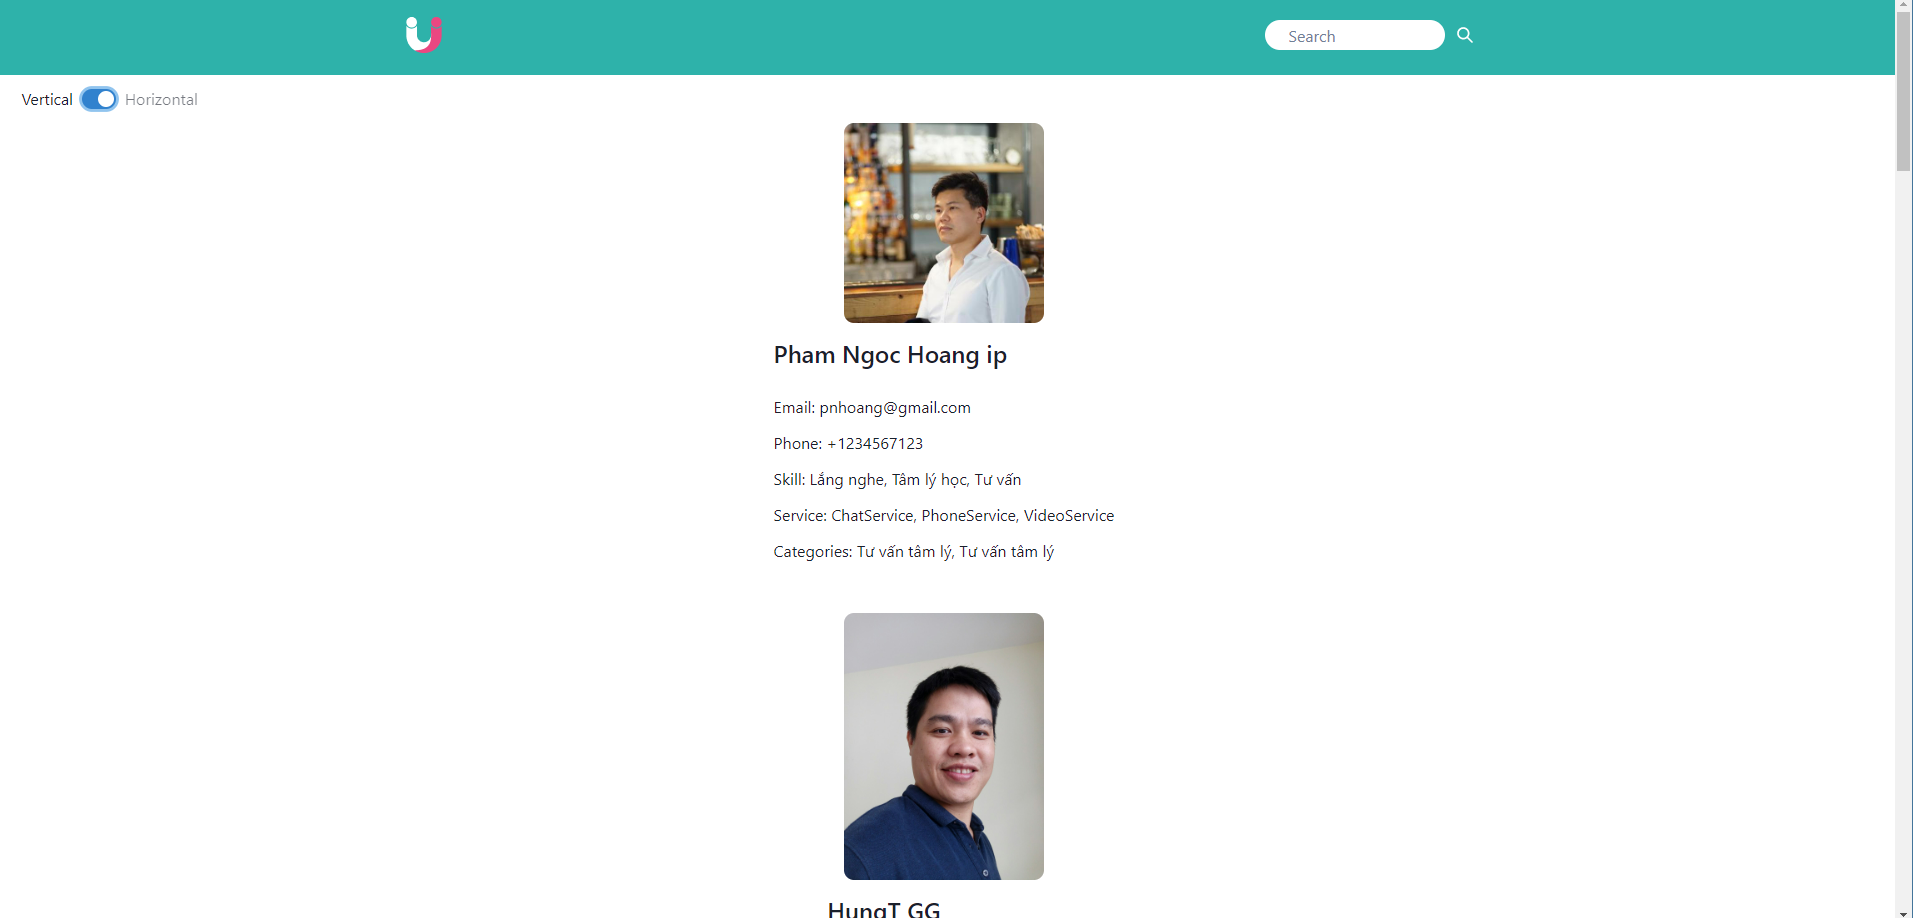 Search
Vertical Horizontal
Pham Ngoc Hoang ip
Email: pnhoang@gmail.com
Phone: +1234567123
Skill: Lắng nghe, Tâm lý học, Tư vấn
Service: ChatService, PhoneService, VideoService
Categories: Tư vấn tâm lý, Tư vấn tâm lý
HungT GG